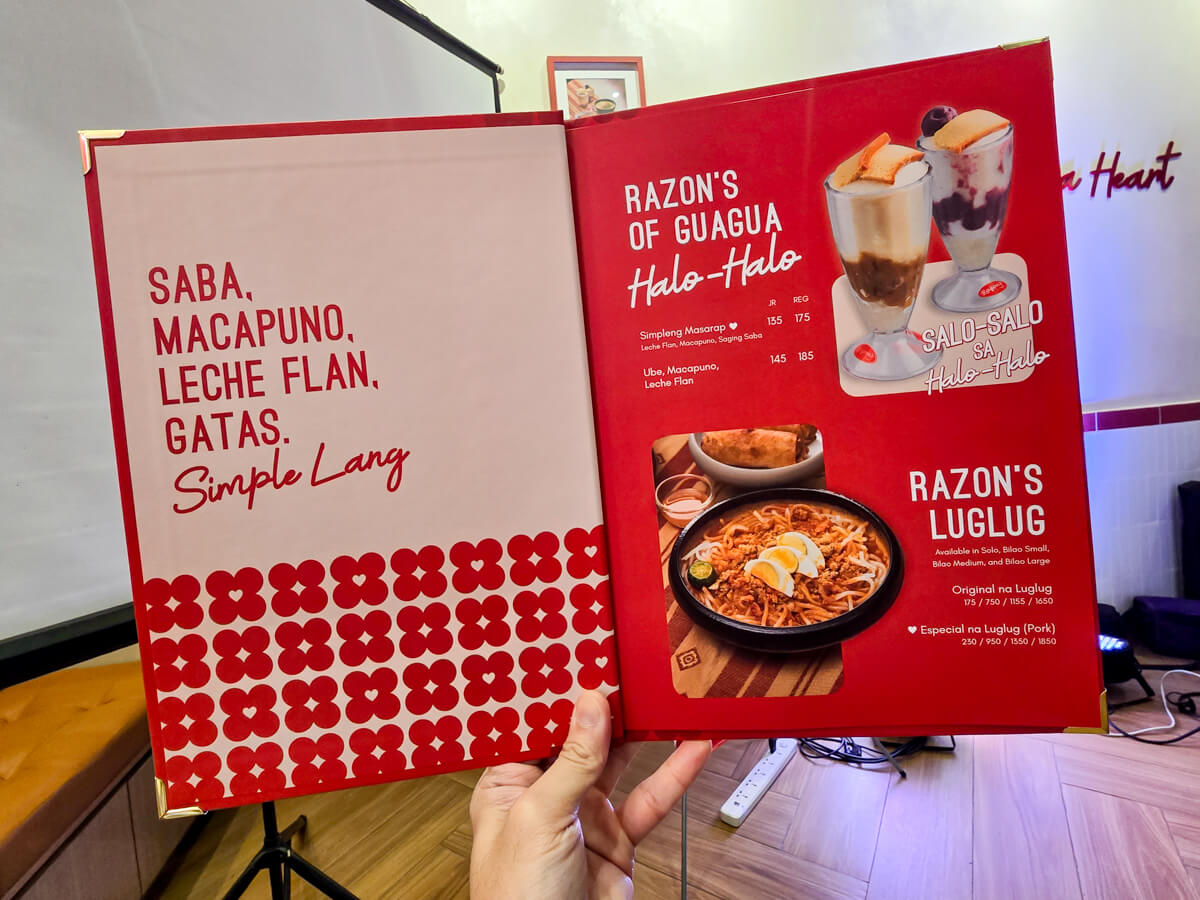 SABA,
MACAPUNO,
LECHE FLAN,
GATAS.
Simple Lang
RAZON'S
OF GUAGUA
Halo-Halo
JR REG
Simpleng Masarap 135 175
Leche Flan, Macapuno, Saging Saba
Ube, Macapuno, 145 185
Leche Flan
SALO-SALO
SA
Halo-Halo
RAZON'S
LUGLUG
Available in Solo, Bilao Small,
Bilao Medium, and Bilao Large
Original na Luglug
175 / 750 / 1155 / 1650
Especial na Luglug (Pork)
230 / 950 / 1350 / 1850
a Heart